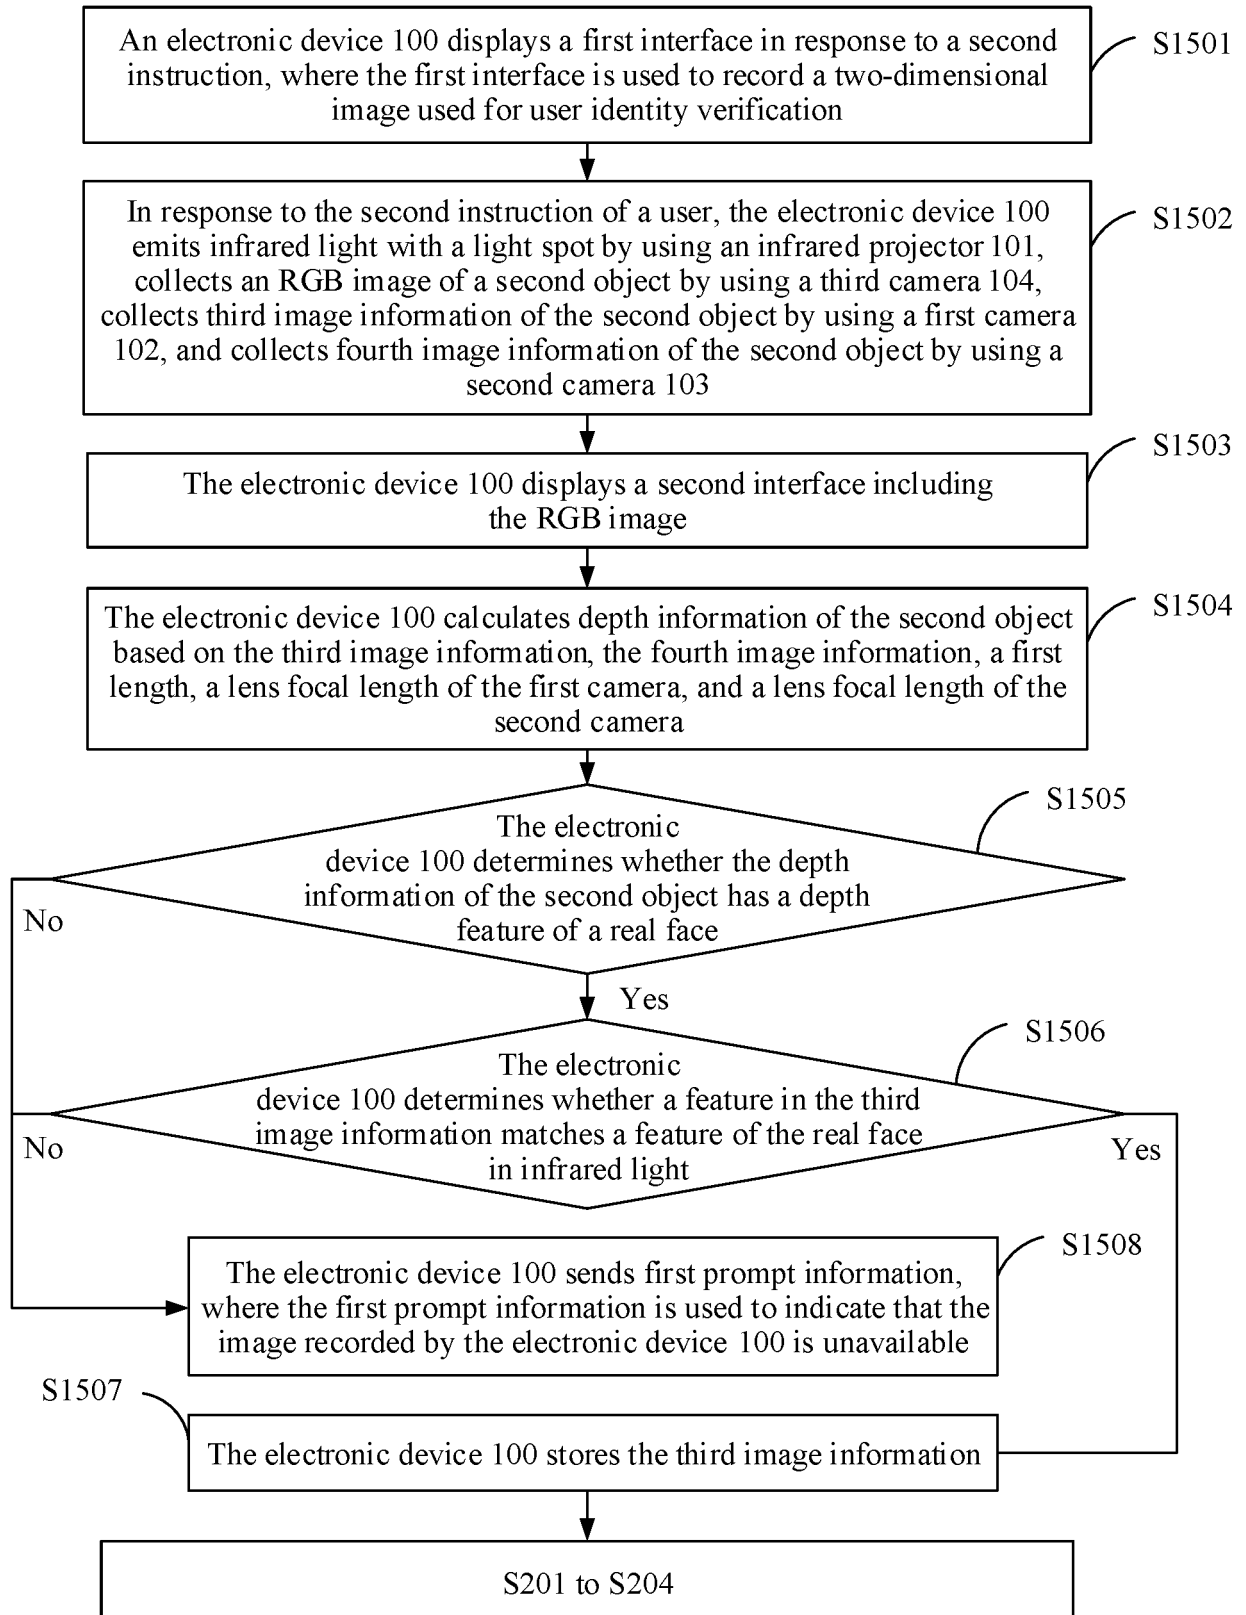 An electronic device 100 displays a first interface in response to a second
instruction, where the first interface is used to record a two-dimensional
image used for user identity verification
S1501
In response to the second instruction of a user, the electronic device 100
emits infrared light with a light spot by using an infrared projector 101,
collects an RGB image of a second object by using a third camera 104,
collects third image information of the second object by using a first camera
102, and collects fourth image information of the second object by using a
second camera 103
S1502
The electronic device 100 displays a second interface including
the RGB image
S1503
The electronic device 100 calculates depth information of the second object
based on the third image information, the fourth image information, a first
length, a lens focal length of the first camera, and a lens focal length of the
second camera
S1504
The electronic
device 100 determines whether the depth
information of the second object has a depth
feature of a real face
S1505
No
Yes
The electronic
device 100 determines whether a feature in the third
image information matches a feature of the real face
in infrared light
S1506
No
Yes
The electronic device 100 sends first prompt information,
where the first prompt information is used to indicate that the
image recorded by the electronic device 100 is unavailable
S1508
S1507
The electronic device 100 stores the third image information
S201 to S204